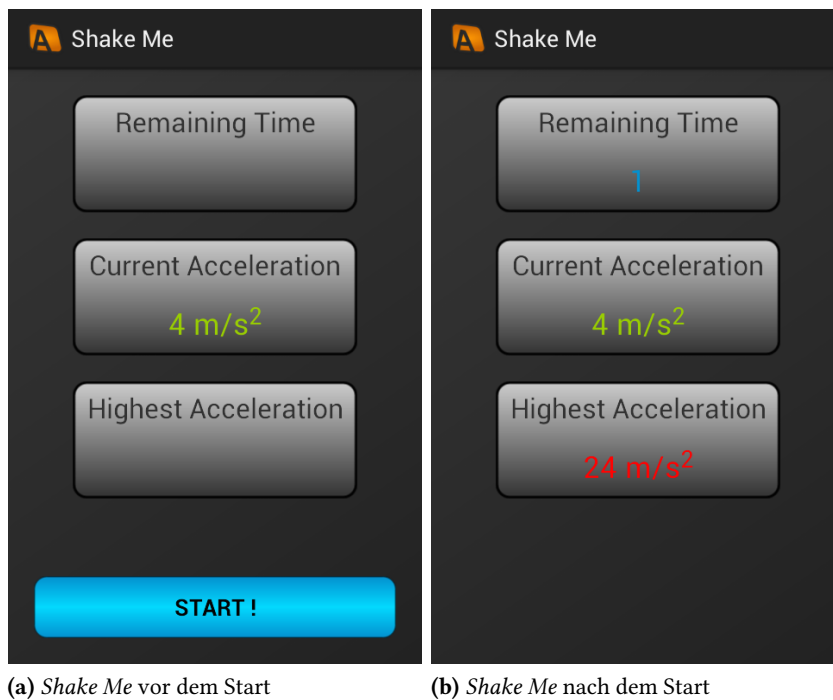 Shake Me
Remaining Time
Current Acceleration
4 m/s²
Highest Acceleration
START !
(a) Shake Me vor dem Start
Shake Me
Remaining Time
1
Current Acceleration
4 m/s²
Highest Acceleration
24 m/s²
(b) Shake Me nach dem Start